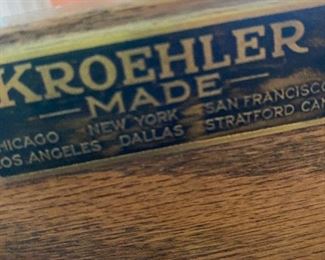 KROEHLER
MADE
HICAGO NEW YORK SAN FRANCISCO
OS ANGELES DALLAS STRATFORD CAN